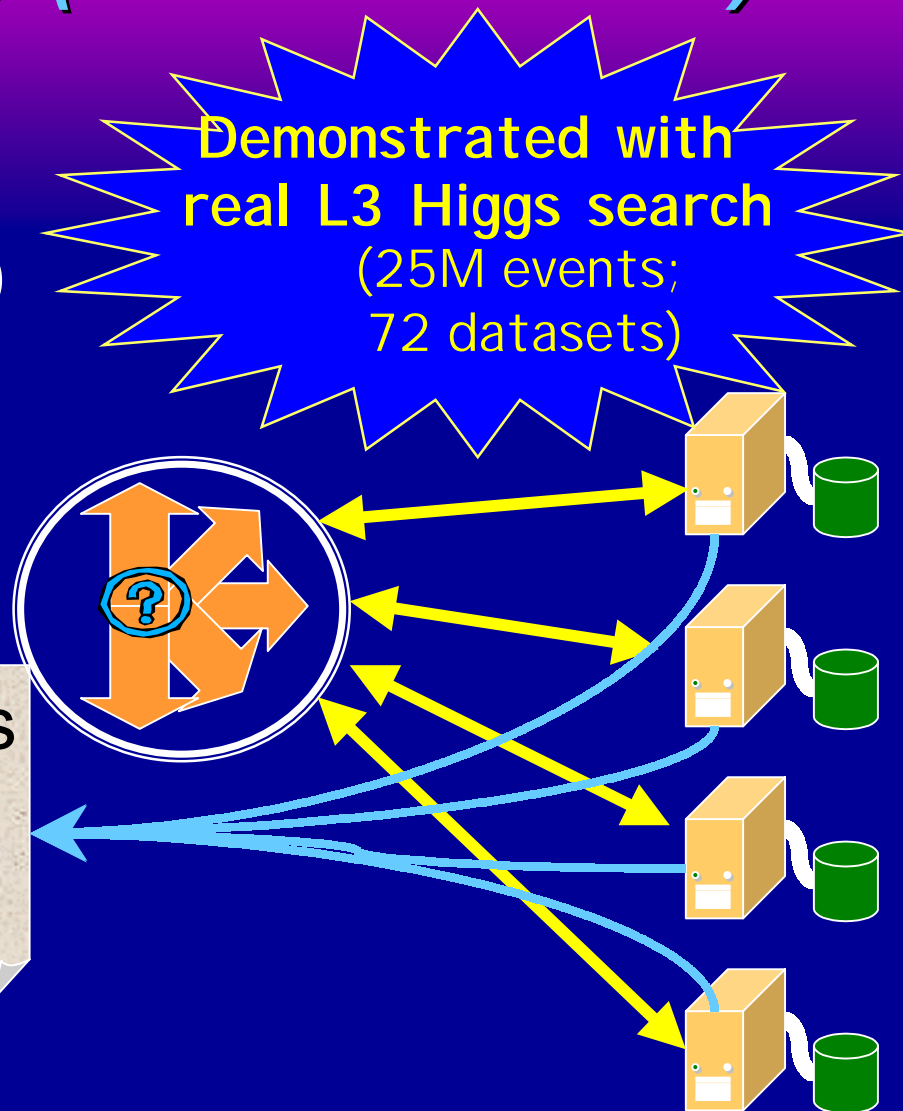 Demonstrated with
real L3 Higgs search
(25M events;
72 datasets)
?
s